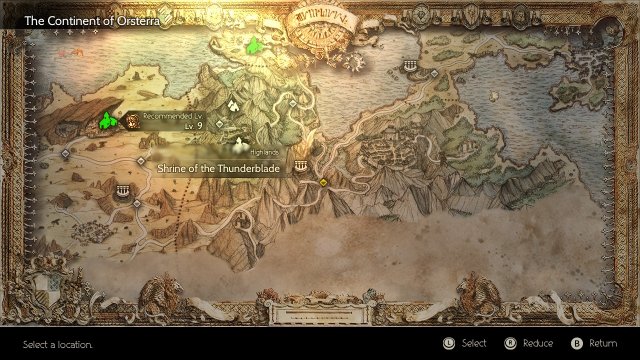 The Continent of Orsterra
Recommended Lv.
Lv. 9
Highlands
Shrine of the Thunderblade
Select a location.
L Select
R Reduce
B Return